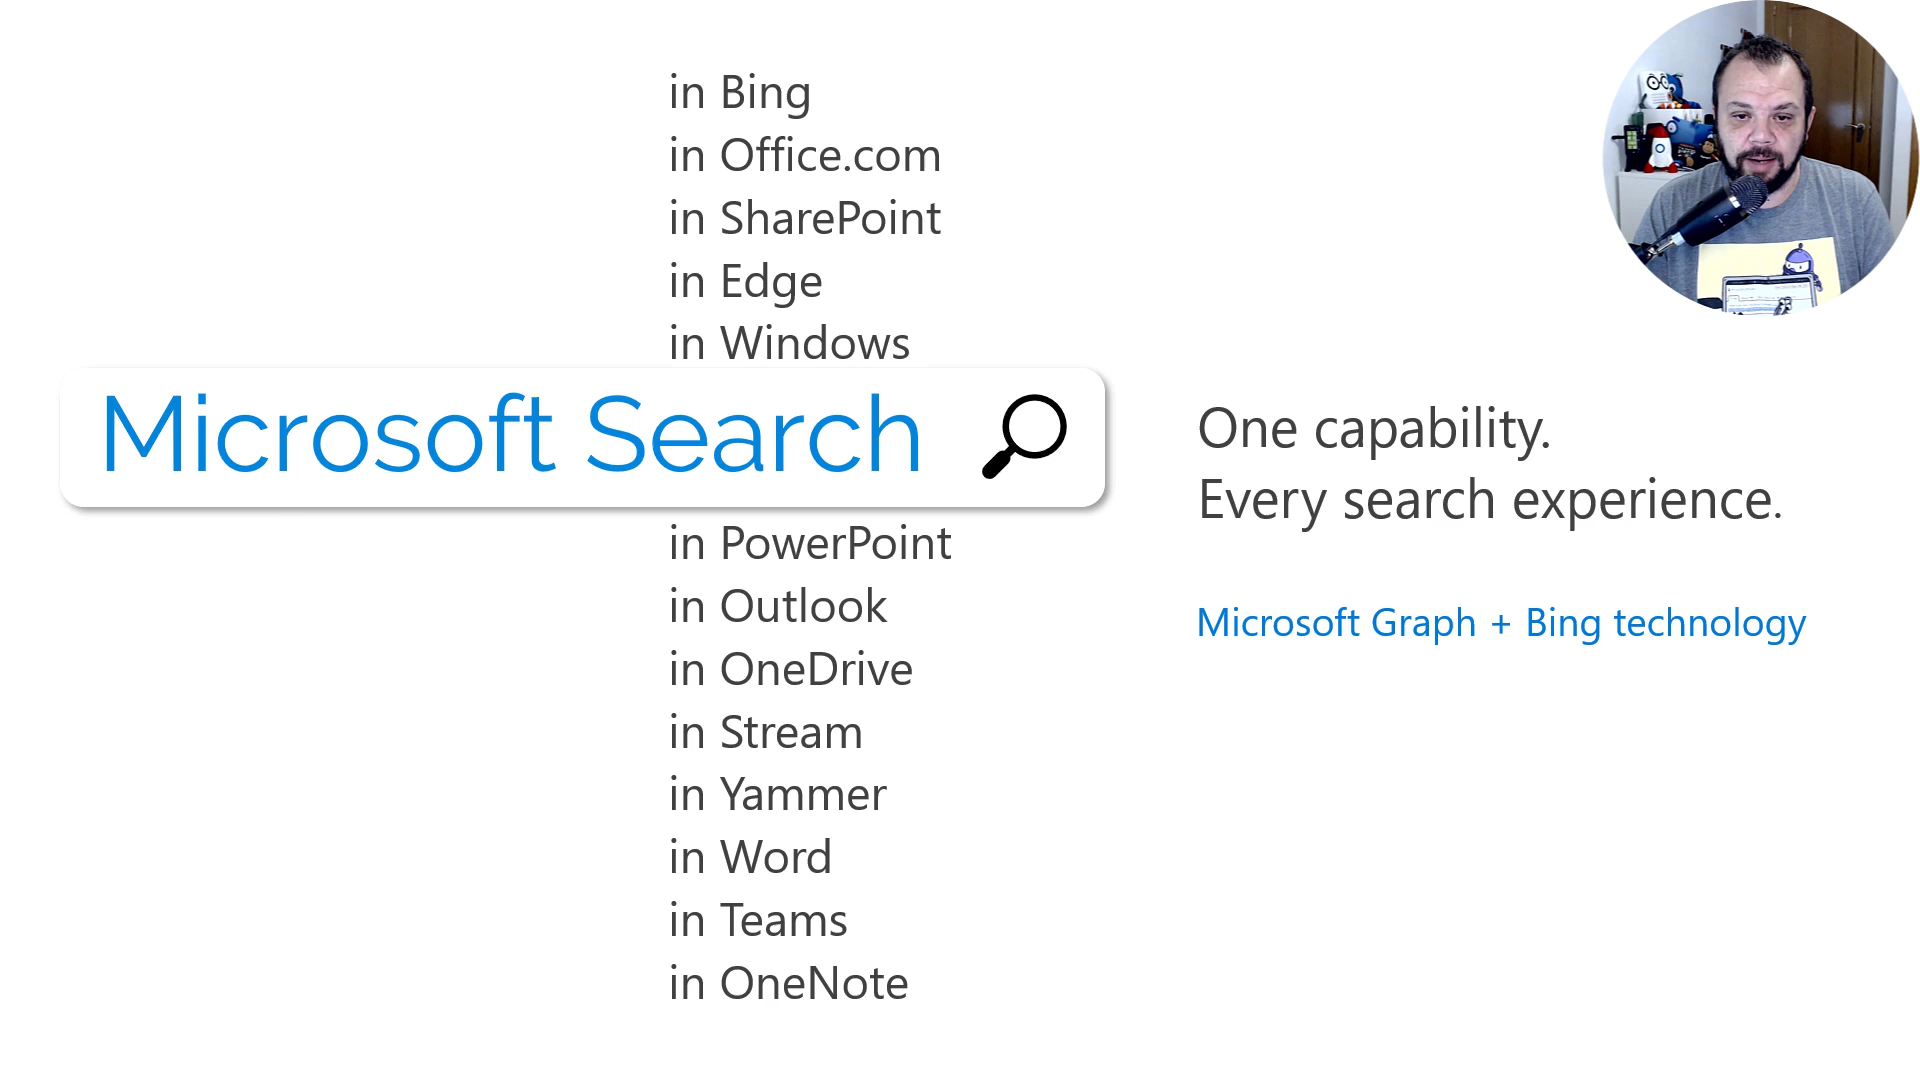 in Bing
in Office.com
in SharePoint
in Edge
in Windows
Microsoft Search
in PowerPoint
in Outlook
in OneDrive
in Stream
in Yammer
in Word
in Teams
in OneNote
One capability.
Every search experience.
Microsoft Graph + Bing technology